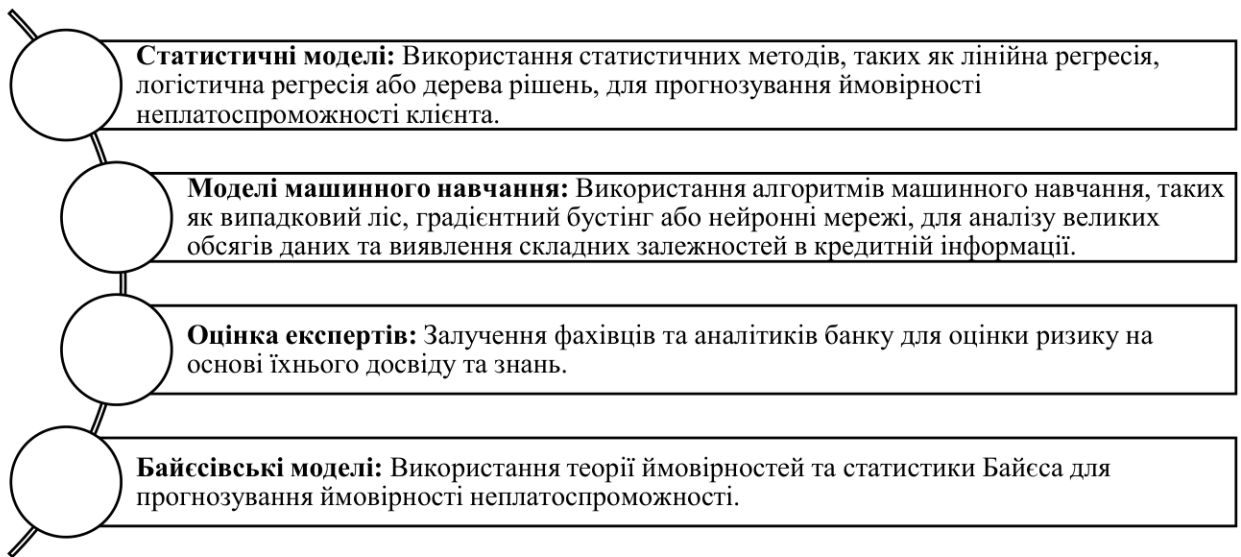 Статистичні моделі: Використання статистичних методів, таких як лінійна регресія,
логістична регресія або дерева рішень, для прогнозування ймовірності
неплатоспроможності клієнта.
Моделі машинного навчання: Використання алгоритмів машинного навчання, таких
як випадковий ліс, градієнтний бустінг або нейронні мережі, для аналізу великих
обсягів даних та виявлення складних залежностей в кредитній інформації.
Оцінка експертів: Залучення фахівців та аналітиків банку для оцінки ризику на
основі їхнього досвіду та знань.
Байєсівські моделі: Використання теорії ймовірностей та статистики Байєса для
прогнозування ймовірності неплатоспроможності.